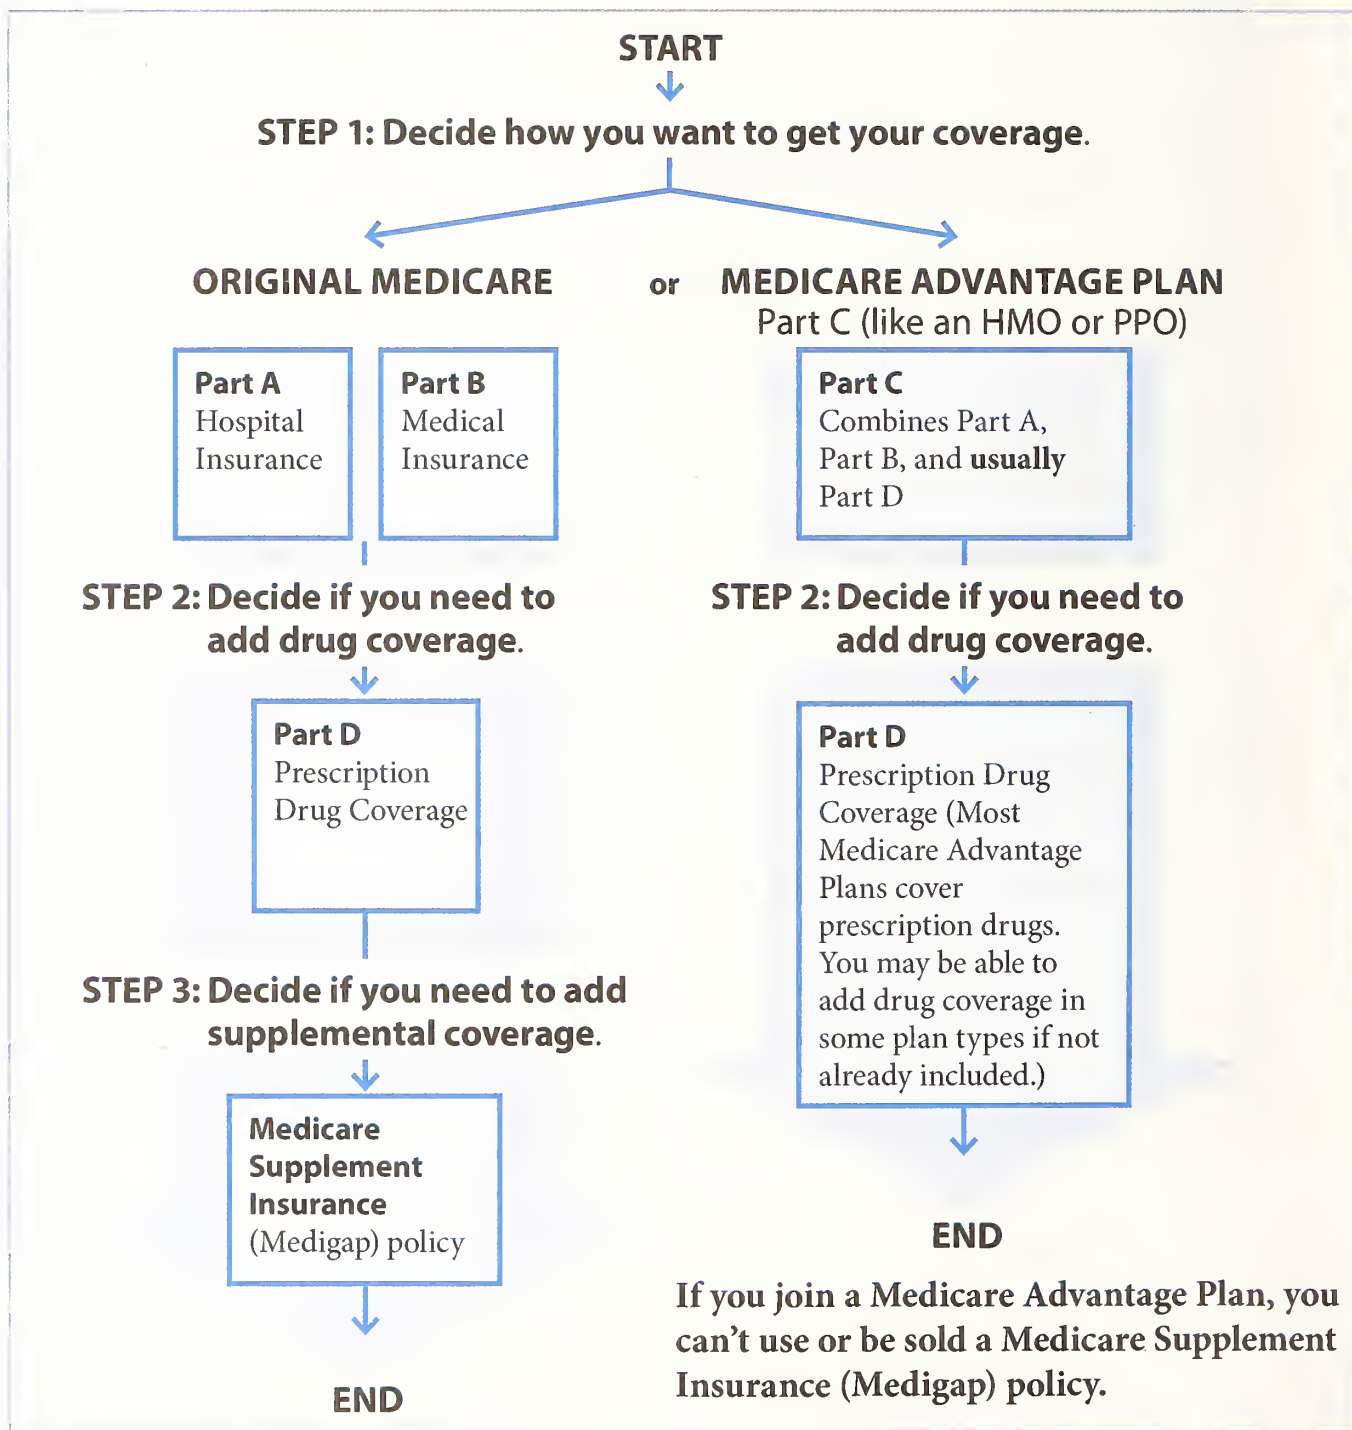 START
STEP 1: Decide how you want to get your coverage.
ORIGINAL MEDICARE
or
MEDICARE ADVANTAGE PLAN
Part C (like an HMO or PPO)
Part A
Hospital
Insurance
Part B
Medical
Insurance
Part C
Combines Part A,
Part B, and usually
Part D
STEP 2: Decide if you need to
add drug coverage.
Part D
Prescription
Drug Coverage
STEP 3: Decide if you need to add
supplemental coverage.
Medicare
Supplement
Insurance
(Medigap) policy
END
STEP 2: Decide if you need to
add drug coverage.
Part D
Prescription Drug
Coverage (Most
Medicare Advantage
Plans cover
prescription drugs.
You may be able to
add drug coverage in
some plan types if not
already included.)
END
If you join a Medicare Advantage Plan, you
can't use or be sold a Medicare Supplement
Insurance (Medigap) policy.